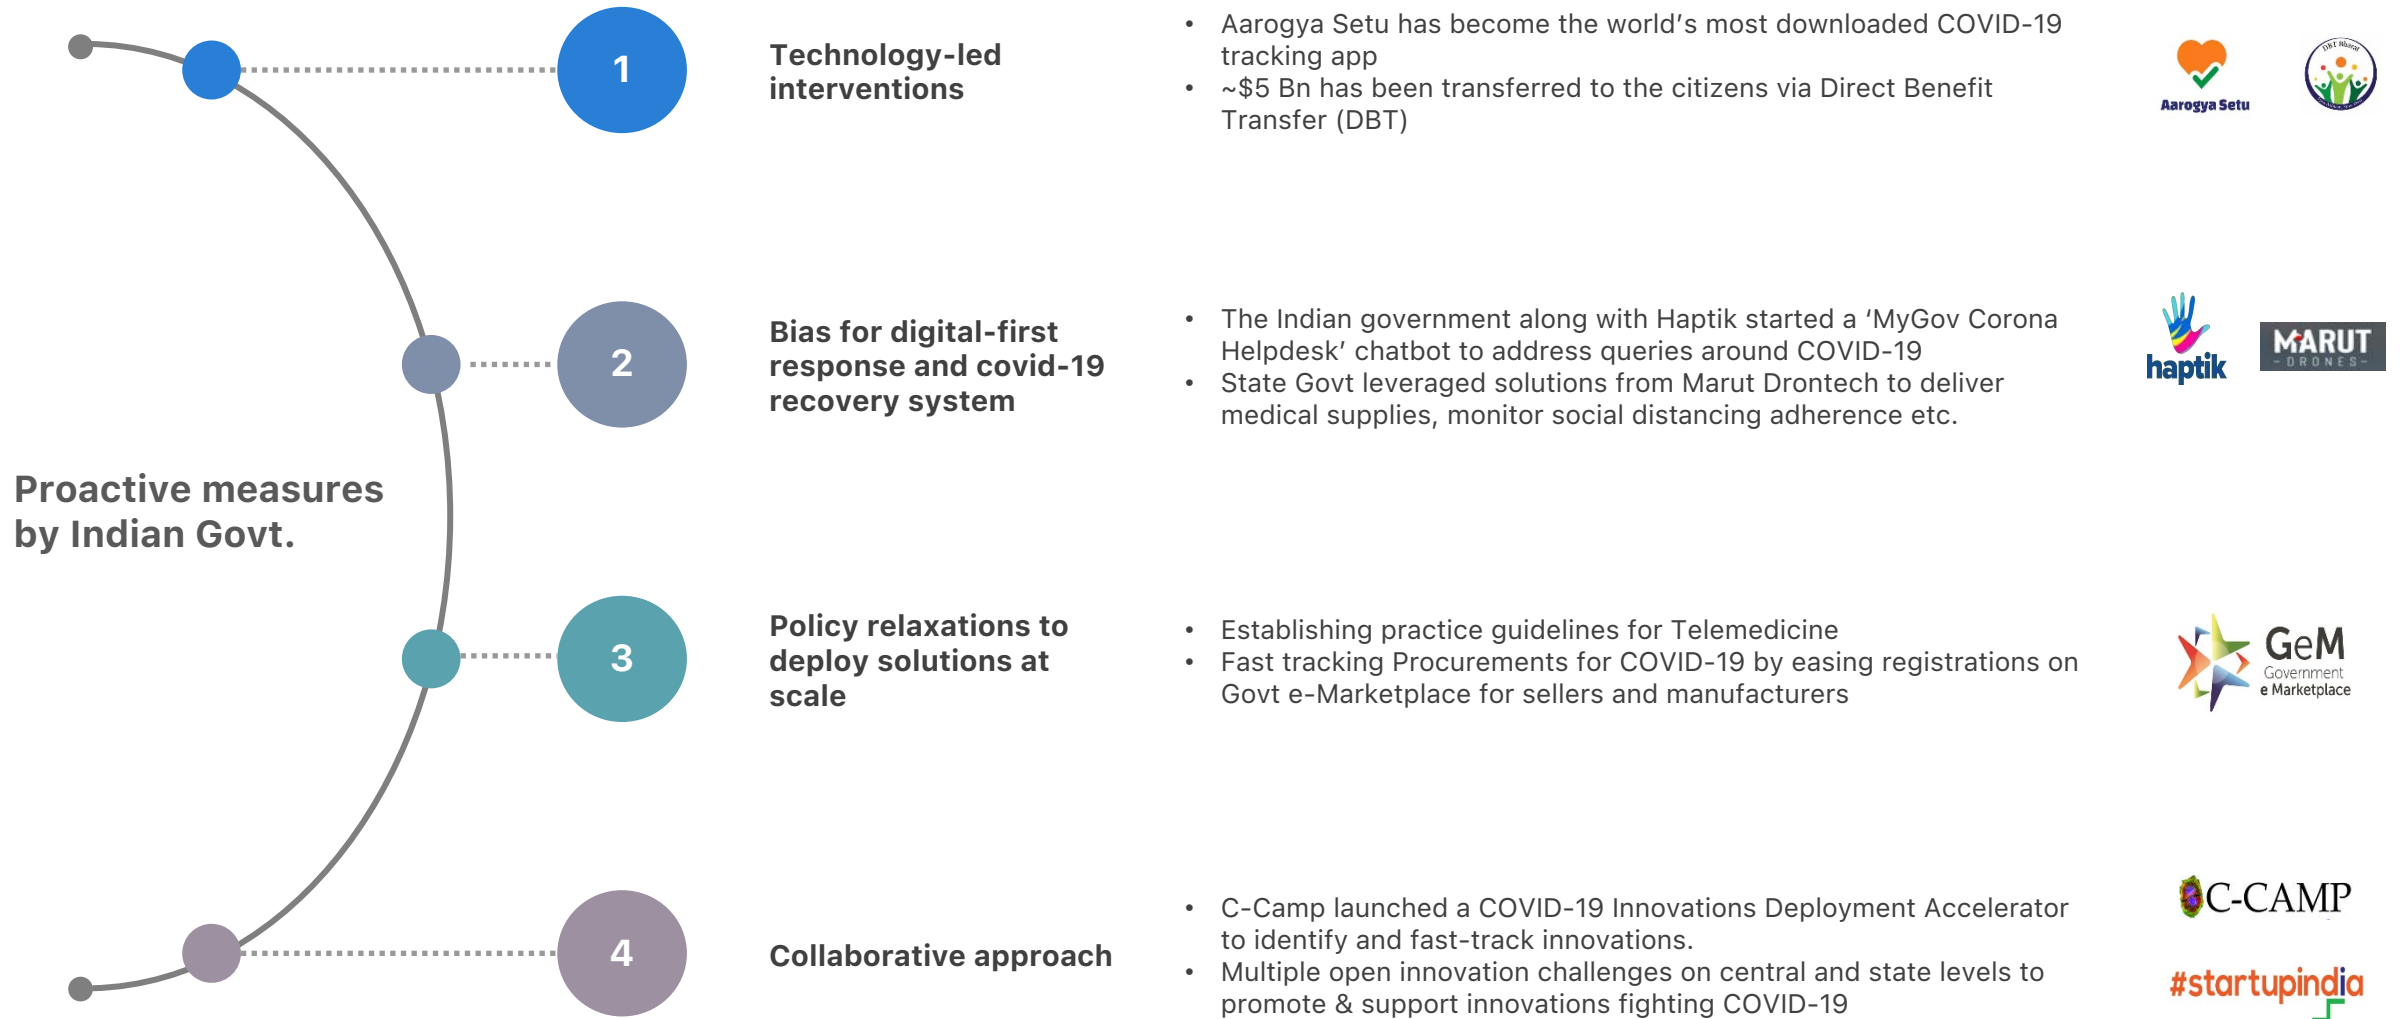 Proactive measures
by Indian Govt.
1
Technology-led
interventions
• Aarogya Setu has become the world’s most downloaded COVID-19
tracking app
• ~$5 Bn has been transferred to the citizens via Direct Benefit
Transfer (DBT)
Aarogya Setu
DBT Bharat
2
Bias for digital-first
response and covid-19
recovery system
• The Indian government along with Haptik started a ‘MyGov Corona
Helpdesk’ chatbot to address queries around COVID-19
• State Govt leveraged solutions from Marut Drontech to deliver
medical supplies, monitor social distancing adherence etc.
haptik
MARUT
-DRONES-
3
Policy relaxations to
deploy solutions at
scale
• Establishing practice guidelines for Telemedicine
• Fast tracking Procurements for COVID-19 by easing registrations on
Govt e-Marketplace for sellers and manufacturers
GeM
Government
e Marketplace
4
Collaborative approach
• C-Camp launched a COVID-19 Innovations Deployment Accelerator
to identify and fast-track innovations.
• Multiple open innovation challenges on central and state levels to
promote & support innovations fighting COVID-19
C-CAMP
#startupindia